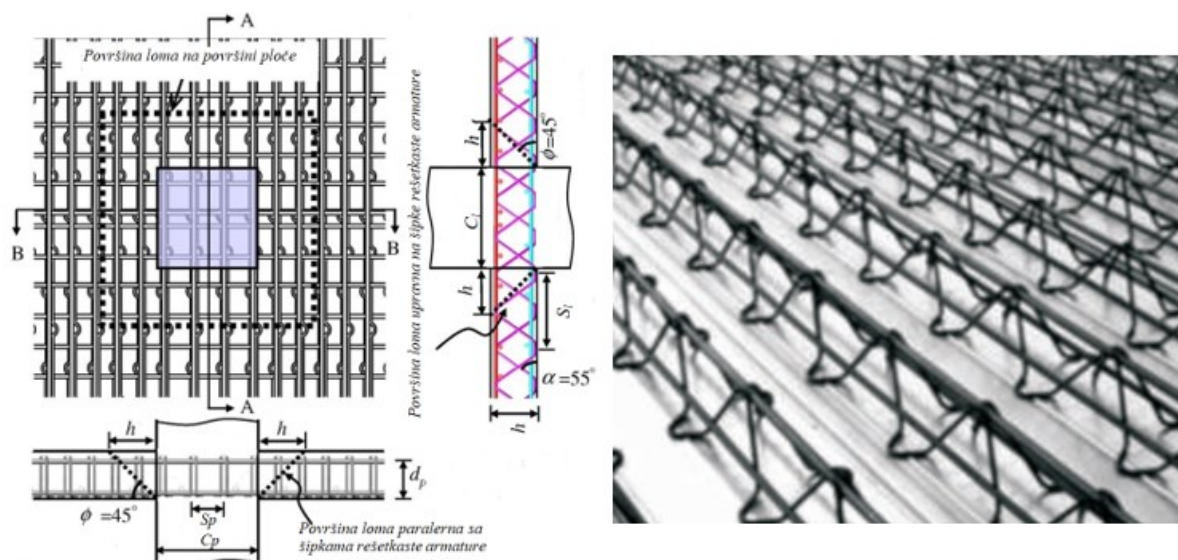 A
Površina loma na površini ploče
B
B
A
h
C_l
h
S_l
ϕ=45°
α=55°
h
Površina loma upravna na šipke rešetkaste armature
h
h
d_p
ϕ=45°
Sp
Cp
Površina loma paralerna sa
šipkama rešetkaste armature